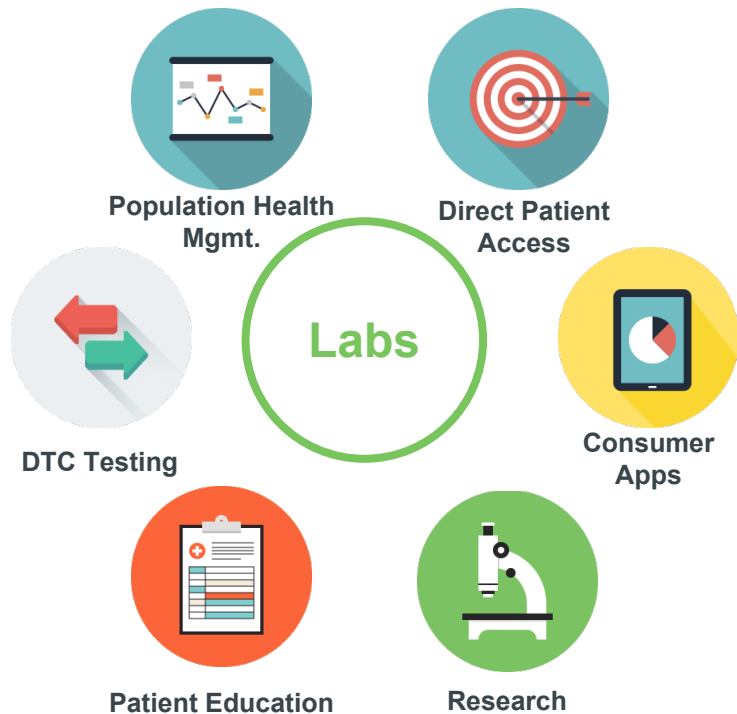 Population Health
Mgmt.
Direct Patient
Access
Labs
DTC Testing
Consumer
Apps
Patient Education
Research